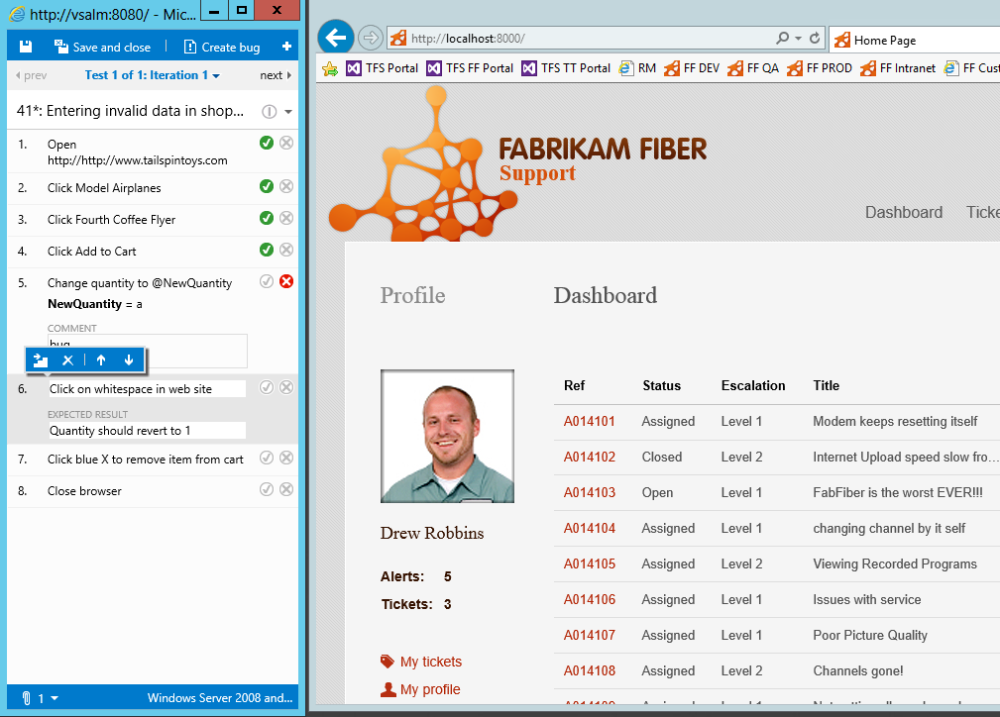 http://vsalm:8080/ - Mic...
Save and close
Create bug
prev
Test 1 of 1: Iteration 1
next
41*: Entering invalid data in shop...
1. Open
http://http://www.tailspintoys.com
2. Click Model Airplanes
3. Click Fourth Coffee Flyer
4. Click Add to Cart
5. Change quantity to @NewQuantity
NewQuantity = a
COMMENT
bug
6. Click on whitespace in web site
EXPECTED RESULT
Quantity should revert to 1
7. Click blue X to remove item from cart
8. Close browser
1
Windows Server 2008 and...
http://localhost:8000/
Home Page
TFS Portal TFS FF Portal TFS TT Portal RM FF DEV FF QA FF PROD FF Intranet FF Cust
FABRIKAM FIBER
Support
Dashboard Ticke
Profile
Drew Robbins
Alerts: 5
Tickets: 3
My tickets
My profile
Dashboard
Ref Status Escalation Title
A014101 Assigned Level 1 Modem keeps resetting itself
A014102 Closed Level 2 Internet Upload speed slow fro...
A014103 Open Level 1 FabFiber is the worst EVER!!!
A014104 Assigned Level 1 changing channel by it self
A014105 Assigned Level 2 Viewing Recorded Programs
A014106 Assigned Level 1 Issues with service
A014107 Assigned Level 1 Poor Picture Quality
A014108 Assigned Level 2 Channels gone!